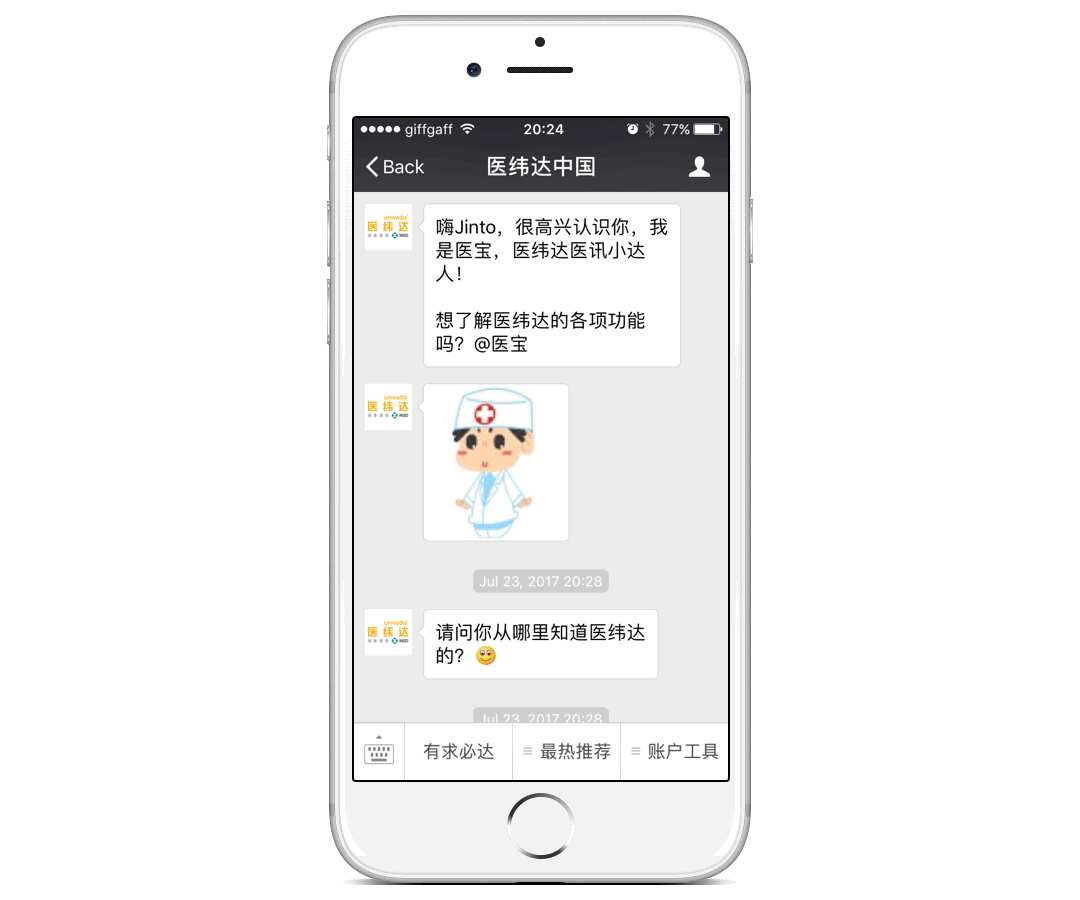 giffgaff 20:24 77%
Back 医纬达中国
univadis
医 纬 达
嗨Jinto，很高兴认识你，我
是医宝，医纬达医讯小达
人！
想了解医纬达的各项功能
吗？@医宝
univadis
医 纬 达
Jul 23, 2017 20:28
univadis
医 纬 达
请问你从哪里知道医纬达
的？
Jul 23, 2017 20:28
有求必达 最热推荐 账户工具